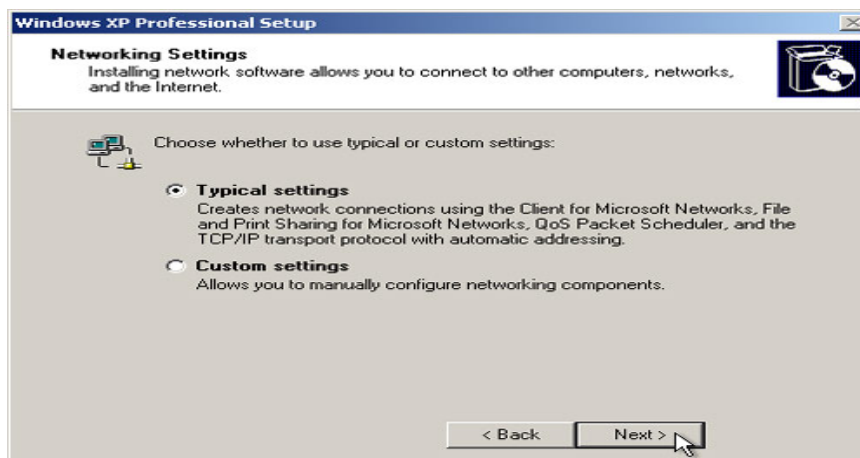 Windows XP Professional Setup
Networking Settings
Installing network software allows you to connect to other computers, networks,
and the Internet.
Choose whether to use typical or custom settings:
Typical settings
Creates network connections using the Client for Microsoft Networks, File
and Print Sharing for Microsoft Networks, QoS Packet Scheduler, and the
TCP/IP transport protocol with automatic addressing.
Custom settings
Allows you to manually configure networking components.
< Back
Next >